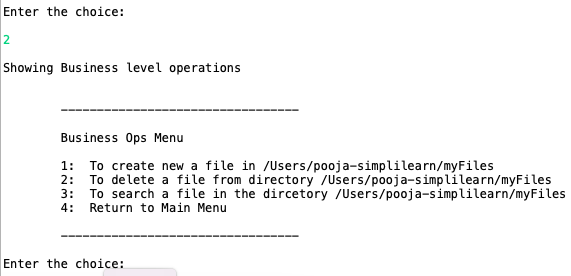 Enter the choice:
2
Showing Business level operations
---------------------------------
Business Ops Menu
1: To create new a file in /Users/pooja-simplilearn/myFiles
2: To delete a file from directory /Users/pooja-simplilearn/myFiles
3: To search a file in the dircetory /Users/pooja-simplilearn/myFiles
4: Return to Main Menu
---------------------------------
Enter the choice: